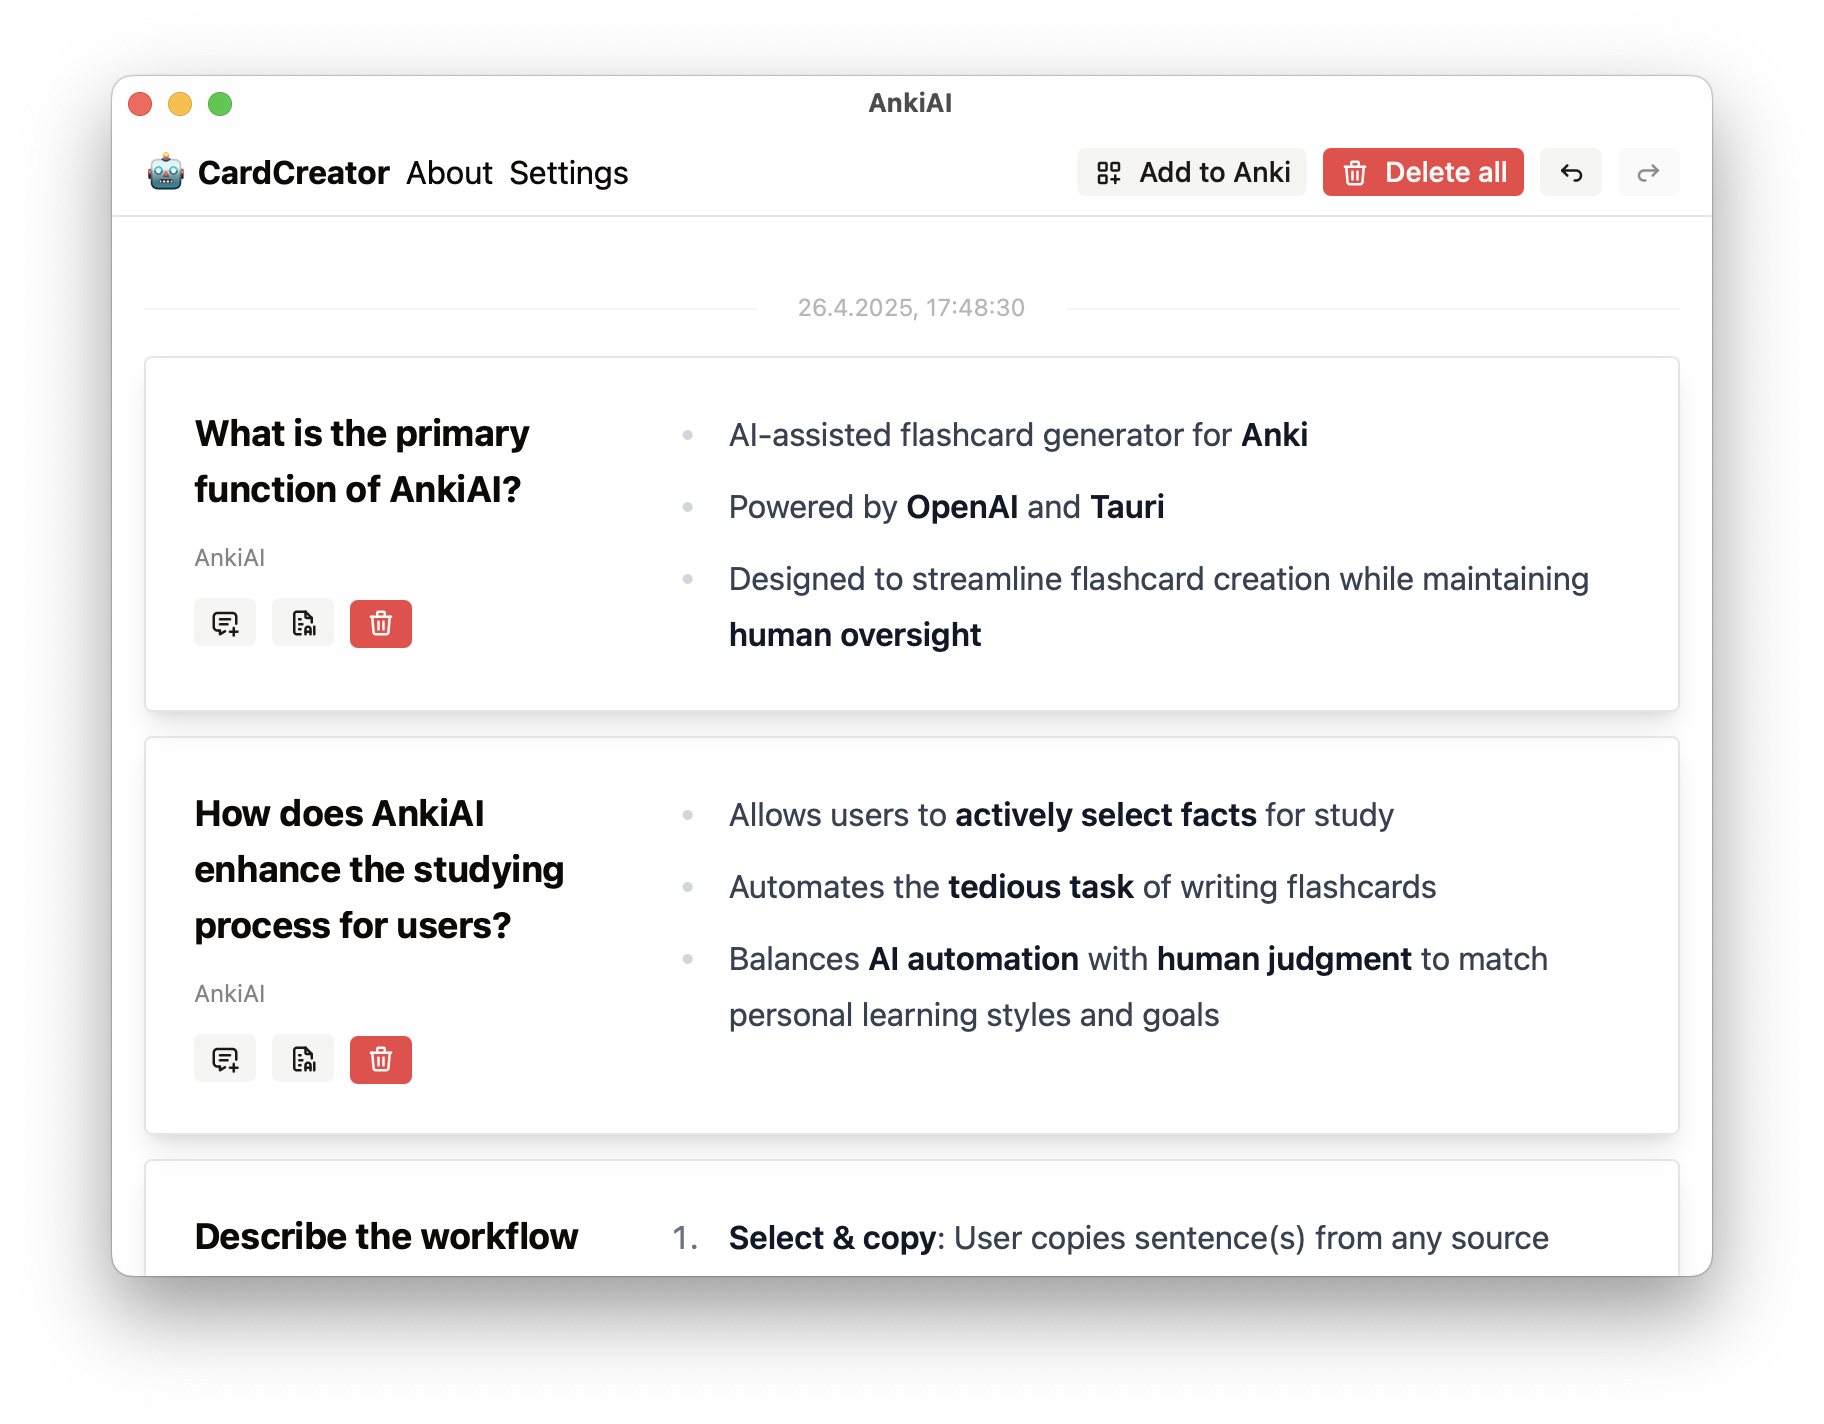 AnkiAI
CardCreator About Settings
Add to Anki
Delete all
26.4.2025, 17:48:30
What is the primary
function of AnkiAI?
AnkiAI
• AI-assisted flashcard generator for Anki
• Powered by OpenAI and Tauri
• Designed to streamline flashcard creation while maintaining
human oversight
How does AnkiAI
enhance the studying
process for users?
AnkiAI
• Allows users to actively select facts for study
• Automates the tedious task of writing flashcards
• Balances AI automation with human judgment to match
personal learning styles and goals
Describe the workflow
1. Select & copy: User copies sentence(s) from any source